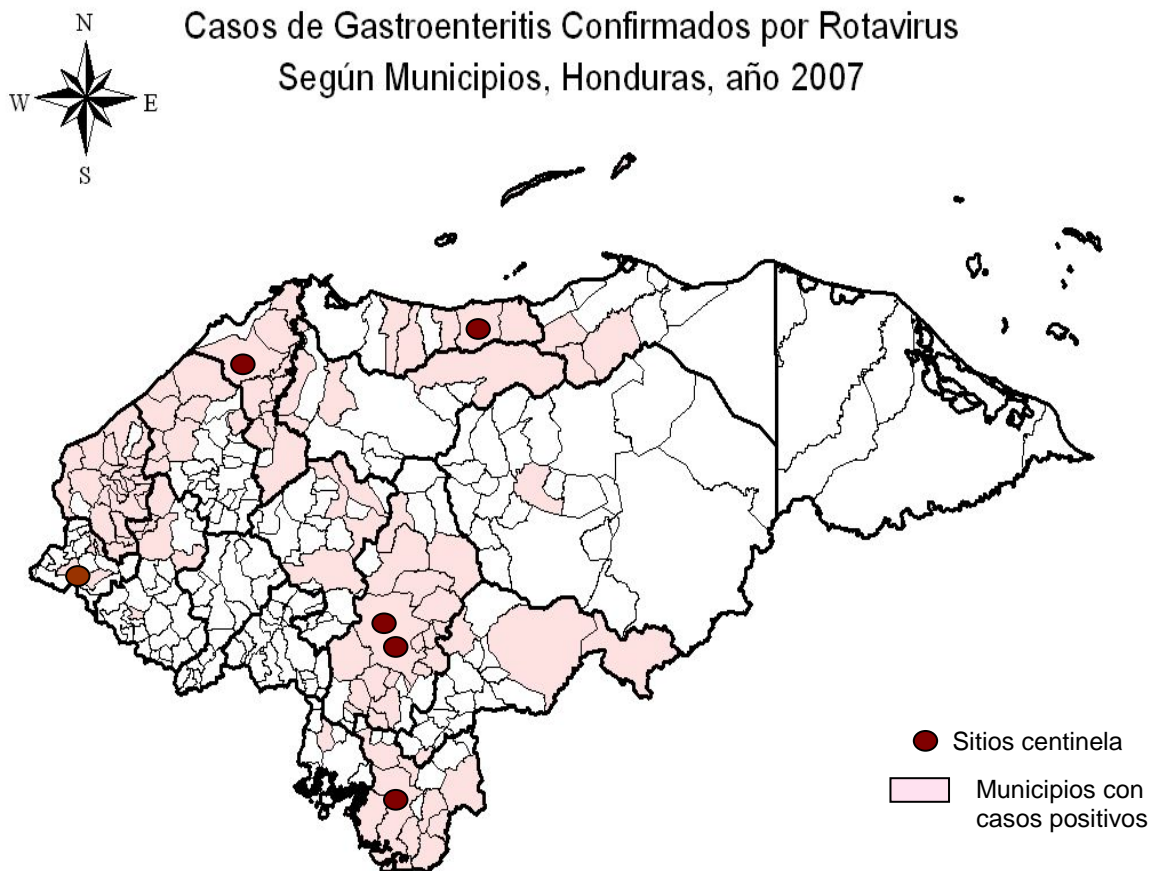 Casos de Gastroenteritis Confirmados por Rotavirus
Según Municipios, Honduras, año 2007
N
W
E
S
Sitios centinela
Municipios con
casos positivos